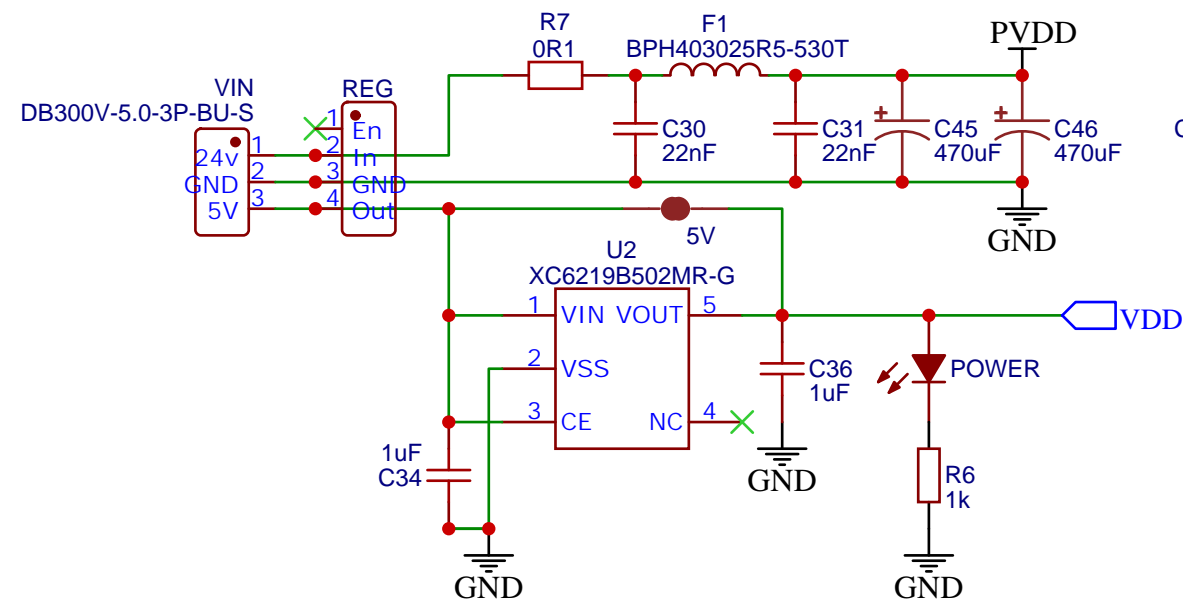 R7
0R1
F1
BPH403025R5-530T
PVDD
VIN
DB300V-5.0-3P-BU-S
REG
1 En
24v 1
2 In
C30
22nF
C31
22nF
C45
470uF
C46
470uF
C
GND 2
3 GND
5V 3
4 Out
5V
GND
U2
XC6219B502MR-G
1 VIN VOUT 5
VDD
2 VSS
C36
1uF
POWER
3 CE NC 4
1uF
C34
GND
R6
1k
GND
GND